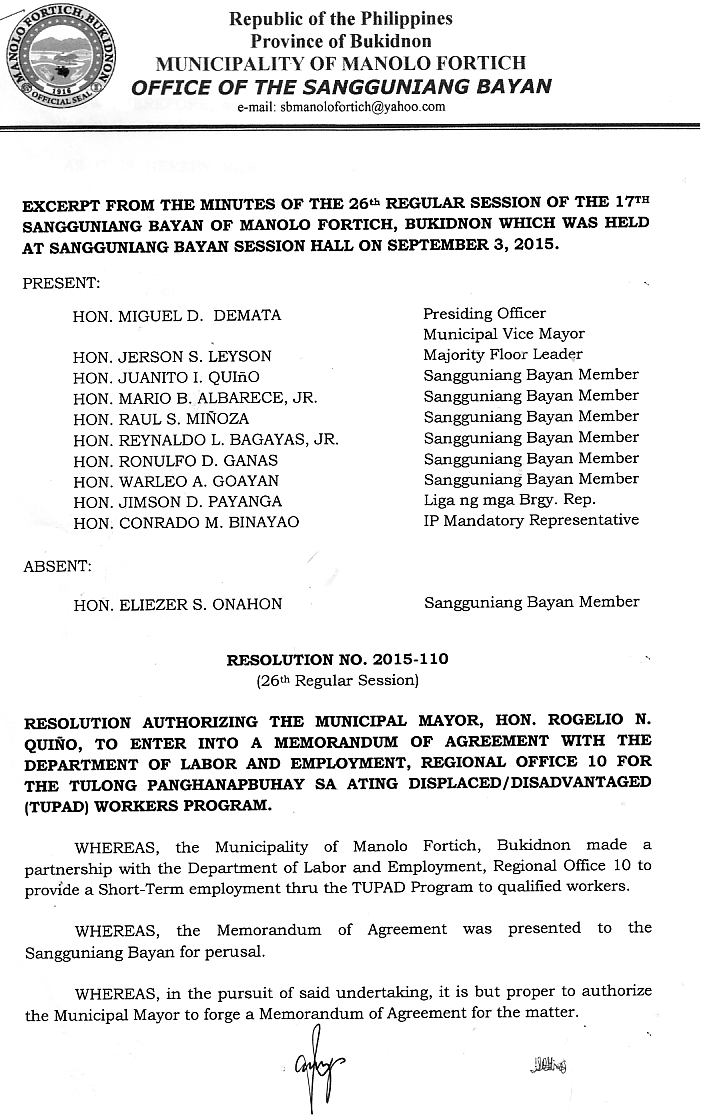 MANOLO FORTICH, BUKIDNON
1916
OFFICIAL SEAL
Republic of the Philippines
Province of Bukidnon
MUNICIPALITY OF MANOLO FORTICH
OFFICE OF THE SANGGUNIANG BAYAN
e-mail: sbmanolofortich@yahoo.com
EXCERPT FROM THE MINUTES OF THE 26th REGULAR SESSION OF THE 17TH
SANGGUNIANG BAYAN OF MANOLO FORTICH, BUKIDNON WHICH WAS HELD
AT SANGGUNIANG BAYAN SESSION HALL ON SEPTEMBER 3, 2015.
PRESENT:
HON. MIGUEL D. DEMATA Presiding Officer
Municipal Vice Mayor
HON. JERSON S. LEYSON Majority Floor Leader
HON. JUANITO I. QUIñO Sangguniang Bayan Member
HON. MARIO B. ALBARECE, JR. Sangguniang Bayan Member
HON. RAUL S. MIÑOZA Sangguniang Bayan Member
HON. REYNALDO L. BAGAYAS, JR. Sangguniang Bayan Member
HON. RONULFO D. GANAS Sangguniang Bayan Member
HON. WARLEO A. GOAYAN Sangguniang Bayan Member
HON. JIMSON D. PAYANGA Liga ng mga Brgy. Rep.
HON. CONRADO M. BINAYAO IP Mandatory Representative
ABSENT:
HON. ELIEZER S. ONAHON Sangguniang Bayan Member
RESOLUTION NO. 2015-110
(26th Regular Session)
RESOLUTION AUTHORIZING THE MUNICIPAL MAYOR, HON. ROGELIO N.
QUIÑO, TO ENTER INTO A MEMORANDUM OF AGREEMENT WITH THE
DEPARTMENT OF LABOR AND EMPLOYMENT, REGIONAL OFFICE 10 FOR
THE TULONG PANGHANAPBUHAY SA ATING DISPLACED/DISADVANTAGED
(TUPAD) WORKERS PROGRAM.
WHEREAS, the Municipality of Manolo Fortich, Bukidnon made a
partnership with the Department of Labor and Employment, Regional Office 10 to
provide a Short-Term employment thru the TUPAD Program to qualified workers.
WHEREAS, the Memorandum of Agreement was presented to the
Sangguniang Bayan for perusal.
WHEREAS, in the pursuit of said undertaking, it is but proper to authorize
the Municipal Mayor to forge a Memorandum of Agreement for the matter.